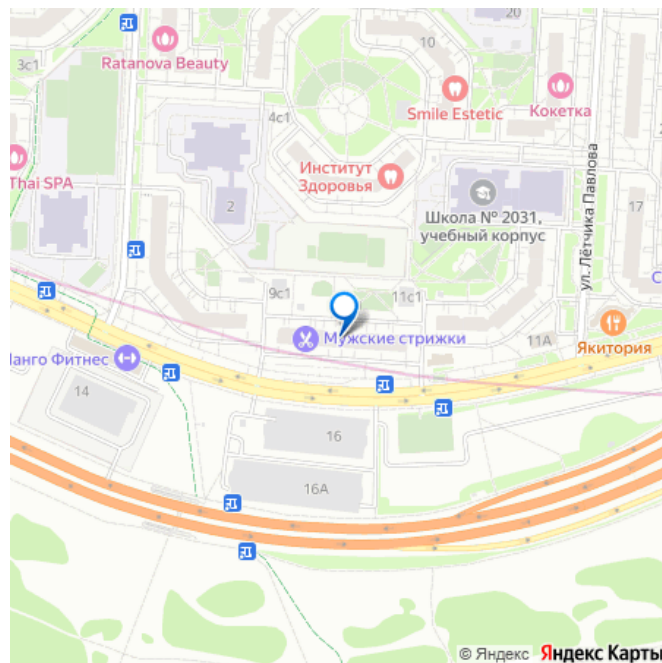 20
3с1
Ratanova Beauty
10
4с1
Smile Estetic
Кокетка
Thai SPA
Институт
Здоровья
2
Школа № 2031,
учебный корпус
ул. Лётчика Павлова
17
9с1
11с1
Мужские стрижки
11А
Якитория
Манго Фитнес
14
16
16А
© Яндекс Яндекс Карты